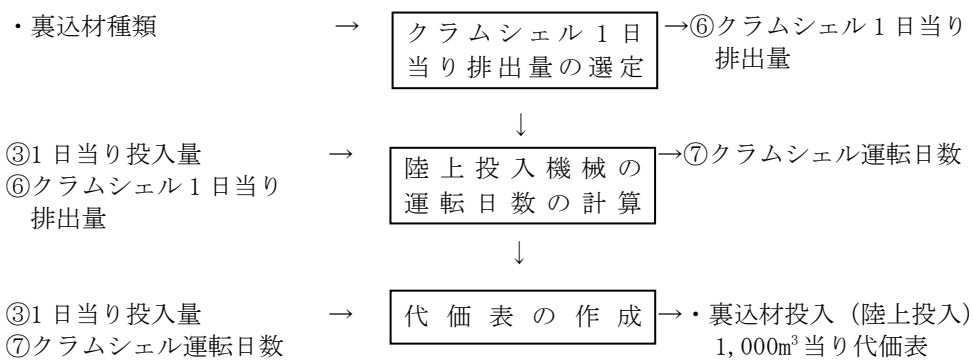 ・裏込材種類 → クラムシェル1日 →⑥クラムシェル1日当り
当り排出量の選定 排出量
↓
③1日当り投入量 → 陸上投入機械の →⑦クラムシェル運転日数
⑥クラムシェル1日当り 運転日数の計算
排出量
↓
③1日当り投入量 → 代価表の作成 →・裏込材投入（陸上投入）
⑦クラムシェル運転日数 1,000m³当り代価表